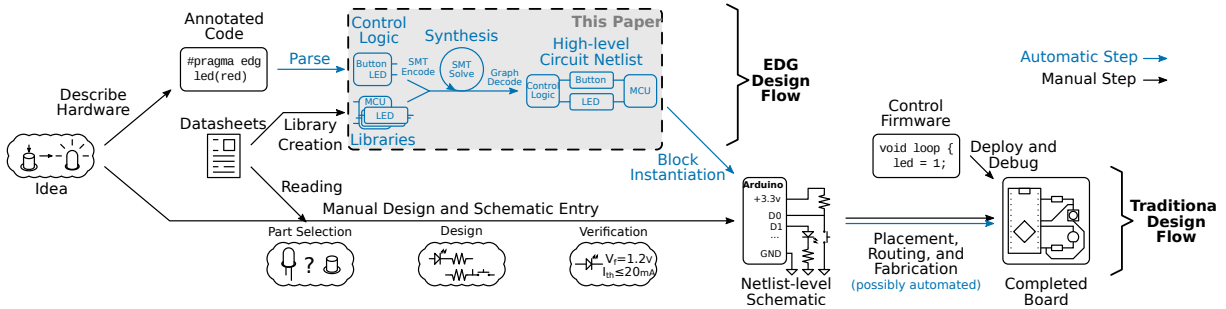 Annotated
Code
#pragma edg
led(red)
Describe
Hardware
Idea
Datasheets
Parse
Library
Creation
Reading
This Paper
Control
Logic
Button
LED
MCU
LED
Libraries
SMT
Encode
Synthesis
SMT
Solve
Graph
Decode
High-level
Circuit Netlist
Control
Logic
Button
LED
MCU
EDG
Design
Flow
Automatic Step
Manual Step
Block
Instantiation
Manual Design and Schematic Entry
Part Selection
?
Design
Verification
Vf=1.2v
Ith≤20mA
Arduino
+3.3v
D0
D1
...
GND
Netlist-level
Schematic
Control
Firmware
void loop {
led = 1;
Deploy and
Debug
Placement,
Routing, and
Fabrication
(possibly automated)
Completed
Board
Traditional
Design
Flow